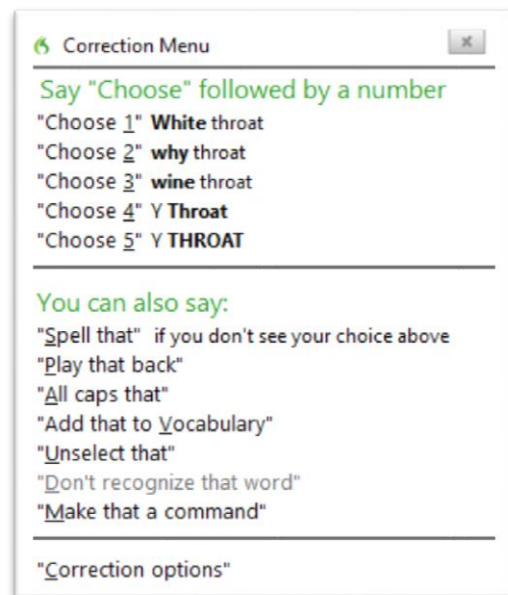 Correction Menu
Say "Choose" followed by a number
"Choose 1" White throat
"Choose 2" why throat
"Choose 3" wine throat
"Choose 4" Y Throat
"Choose 5" Y THROAT
You can also say:
"Spell that" if you don't see your choice above
"Play that back"
"All caps that"
"Add that to Vocabulary"
"Unselect that"
"Don't recognize that word"
"Make that a command"
"Correction options"